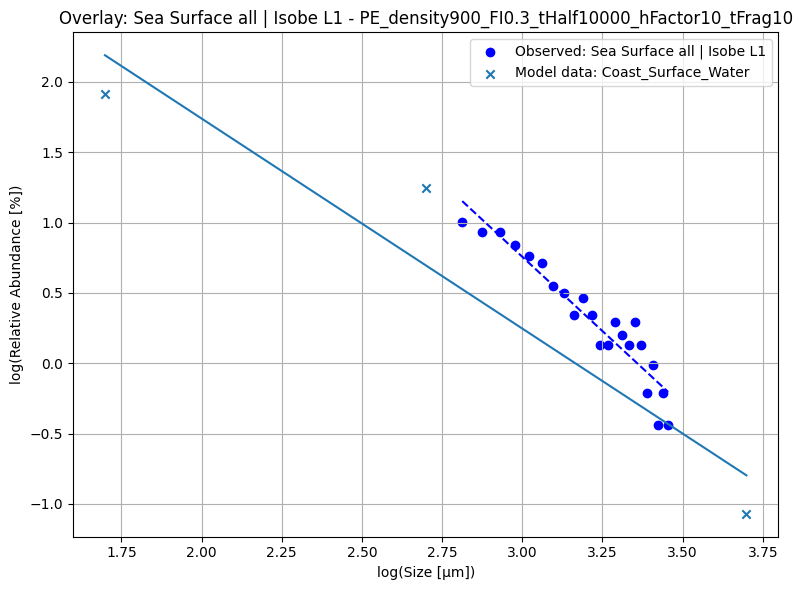 Overlay: Sea Surface all | Isobe L1 - PE_density900_FI0.3_tHalf10000_hFactor10_tFrag10
Observed: Sea Surface all | Isobe L1
Model data: Coast_Surface_Water
log(Relative Abundance [%])
2.0
1.5
1.0
0.5
0.0
−0.5
−1.0
1.75 2.00 2.25 2.50 2.75 3.00 3.25 3.50 3.75
log(Size [µm])